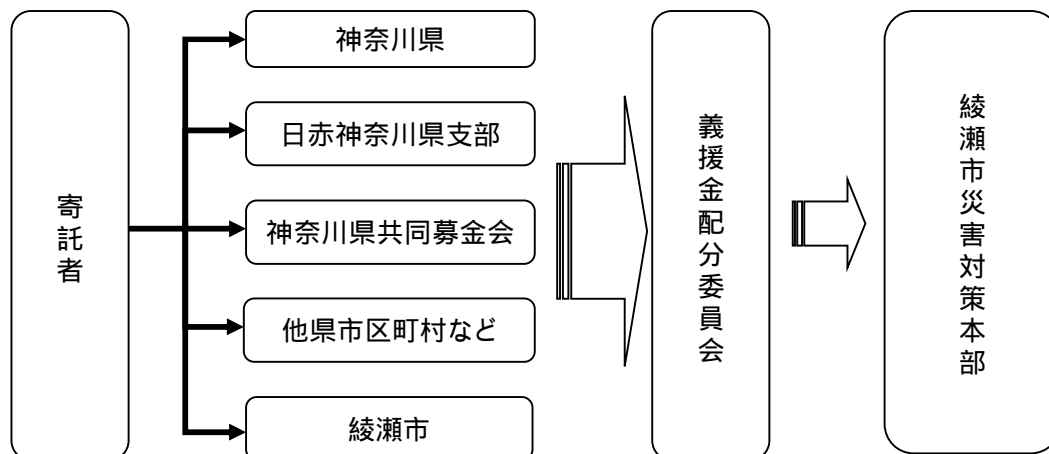 寄託者
神奈川県
日赤神奈川県支部
神奈川県共同募金会
他県市区町村など
綾瀬市
義援金配分委員会
綾瀬市災害対策本部